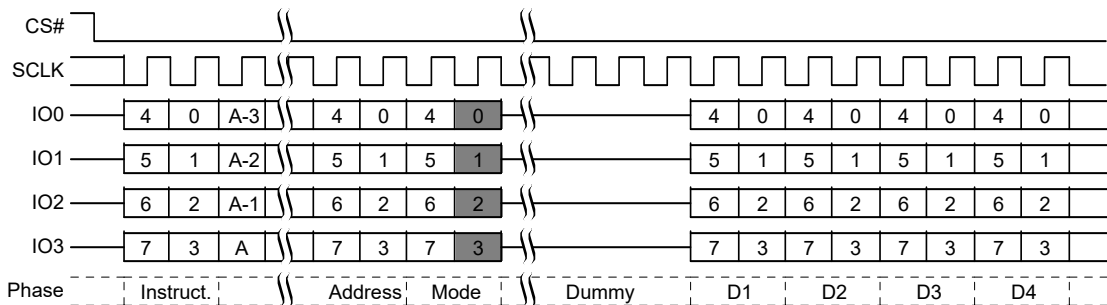 CS#
SCLK
IO0 4 0 A-3 4 0 4 0 4 0 4 0 4 0 4 0
IO1 5 1 A-2 5 1 5 1 5 1 5 1 5 1 5 1
IO2 6 2 A-1 6 2 6 2 6 2 6 2 6 2 6 2
IO3 7 3 A 7 3 7 3 7 3 7 3 7 3 7 3
Phase Instruct. Address Mode Dummy D1 D2 D3 D4